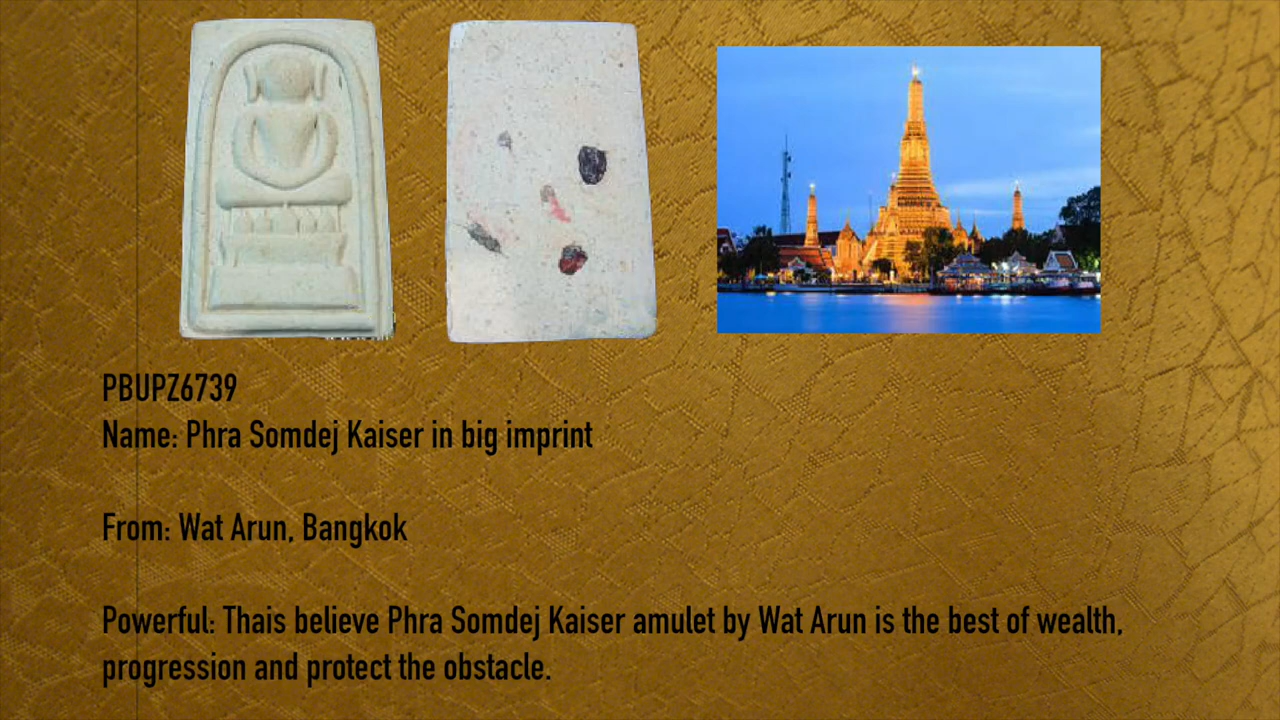 PBUPZ6739
Name: Phra Somdej Kaiser in big imprint
From: Wat Arun, Bangkok
Powerful: Thais believe Phra Somdej Kaiser amulet by Wat Arun is the best of wealth,
progression and protect the obstacle.